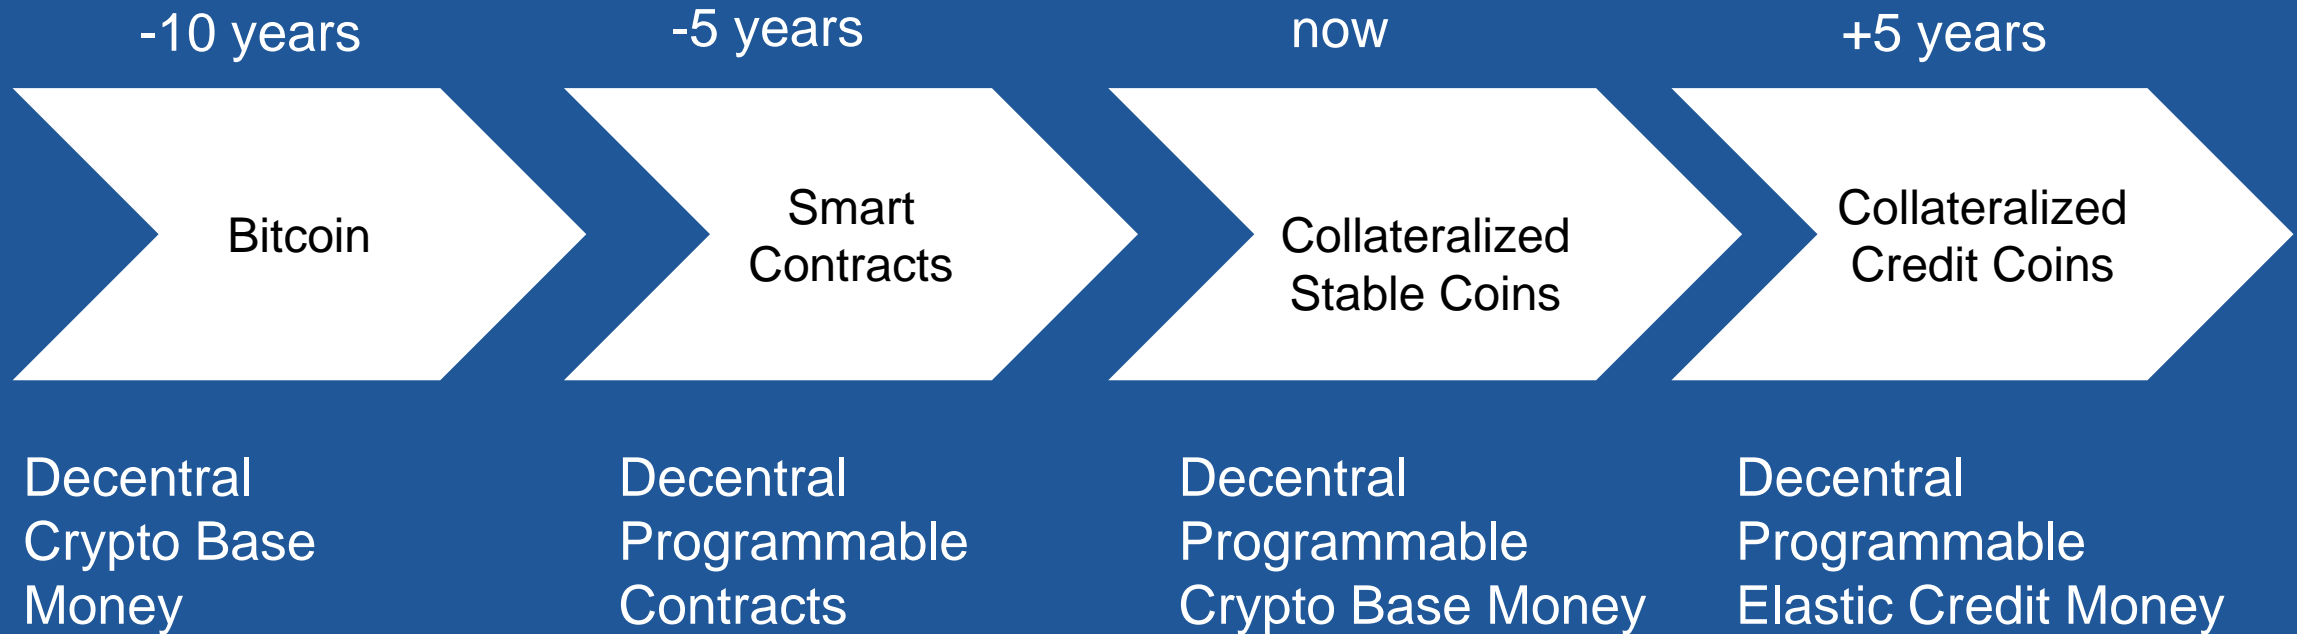 -10 years
-5 years
now
+5 years
Bitcoin
Smart
Contracts
Collateralized
Stable Coins
Collateralized
Credit Coins
Decentral
Crypto Base
Money
Decentral
Programmable
Contracts
Decentral
Programmable
Crypto Base Money
Decentral
Programmable
Elastic Credit Money